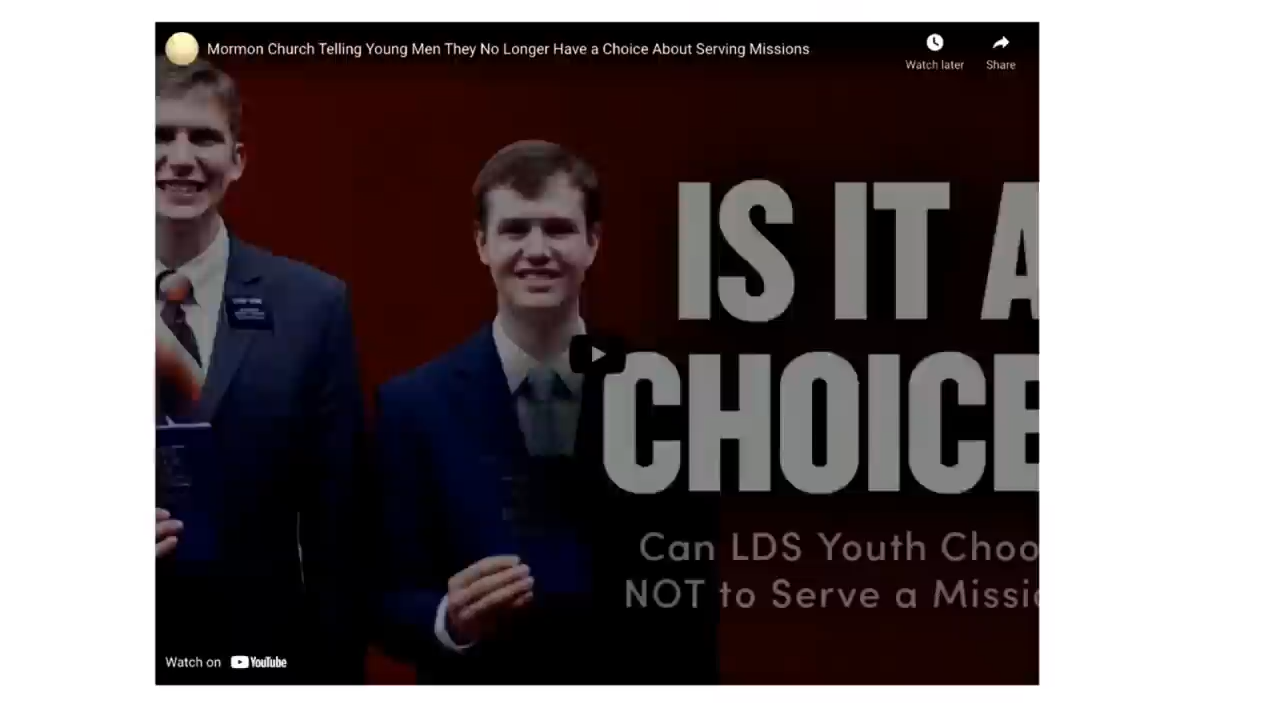 Mormon Church Telling Young Men They No Longer Have a Choice About Serving Missions
Watch later
Share
IS IT A
CHOICE
Can LDS Youth Choo
NOT to Serve a Missio
Watch on YouTube